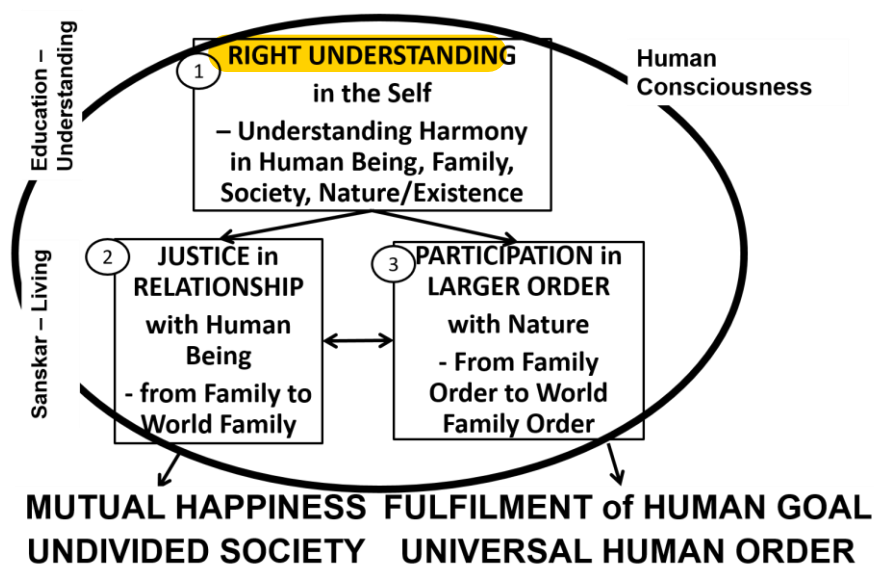 Education –
Understanding
Sanskar – Living
Human
Consciousness
1
RIGHT UNDERSTANDING
in the Self
– Understanding Harmony
in Human Being, Family,
Society, Nature/Existence
2
JUSTICE in
RELATIONSHIP
with Human
Being
- from Family to
World Family
3
PARTICIPATION in
LARGER ORDER
with Nature
- From Family
Order to World
Family Order
MUTUAL HAPPINESS
UNDIVIDED SOCIETY
FULFILMENT of HUMAN GOAL
UNIVERSAL HUMAN ORDER